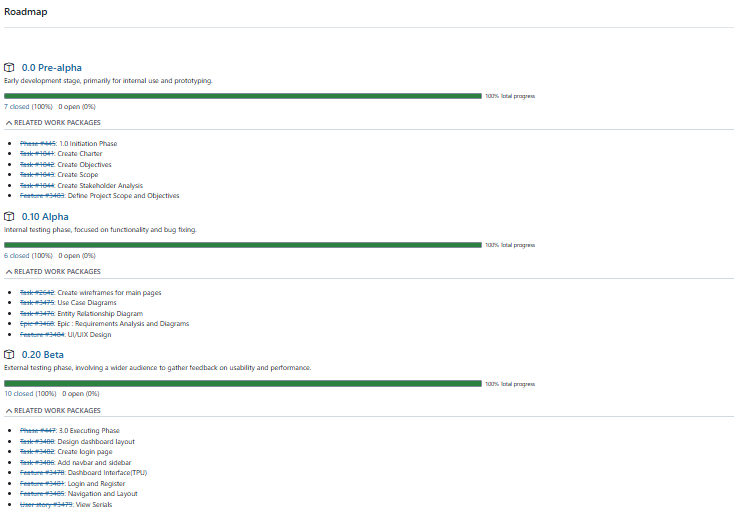 Roadmap
0.0 Pre-alpha
Early development stage, primarily for internal use and prototyping.
100% Total progress
7 closed (100%) 0 open (0%)
RELATED WORK PACKAGES
Phase #445: 1.0 Initiation Phase
Task #1841: Create Charter
Task #1842: Create Objectives
Task #1843: Create Scope
Task #1844: Create Stakeholder Analysis
Feature #3483: Define Project Scope and Objectives
0.10 Alpha
Internal testing phase, focused on functionality and bug fixing.
100% Total progress
6 closed (100%) 0 open (0%)
RELATED WORK PACKAGES
Task #2642: Create wireframes for main pages
Task #3475: Use Case Diagrams
Task #3476: Entity Relationship Diagram
Epic #3468: Epic : Requirements Analysis and Diagrams
Feature #3484: UI/UIX Design
0.20 Beta
External testing phase, involving a wider audience to gather feedback on usability and performance.
100% Total progress
10 closed (100%) 0 open (0%)
RELATED WORK PACKAGES
Phase #447: 3.0 Executing Phase
Task #3480: Design dashboard layout
Task #3482: Create login page
Task #3486: Add navbar and sidebar
Feature #3478: Dashboard Interface(TPU)
Feature #3481: Login and Register
Feature #3485: Navigation and Layout
User story #3479: View Serials